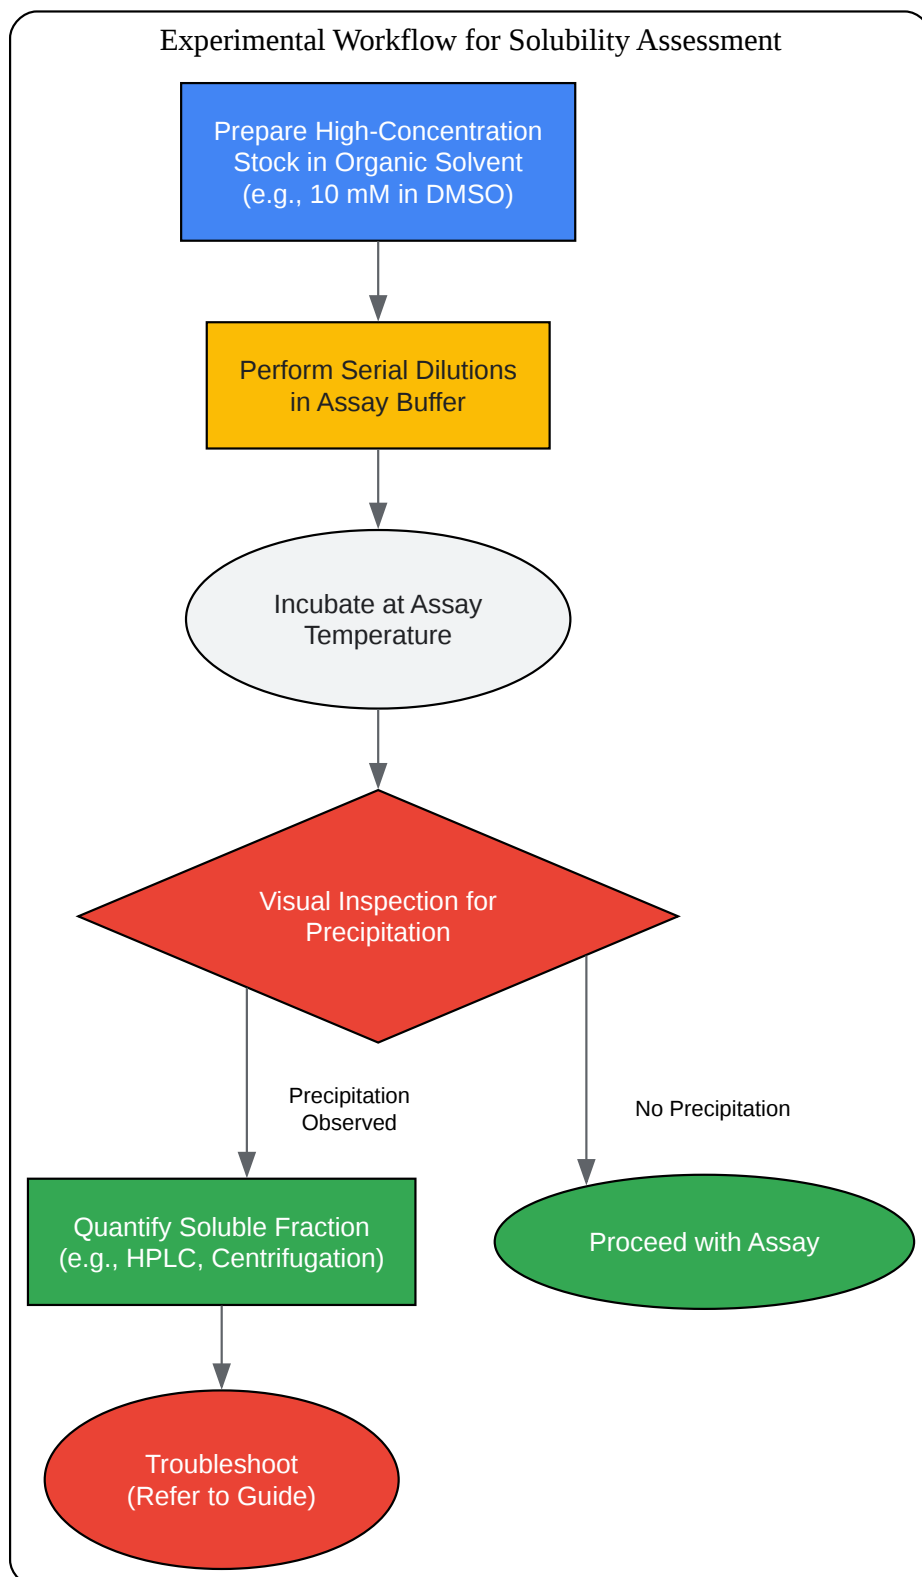 Experimental Workflow for Solubility Assessment
Prepare High-Concentration
Stock in Organic Solvent
(e.g., 10 mM in DMSO)
Perform Serial Dilutions
in Assay Buffer
Incubate at Assay
Temperature
Visual Inspection for
Precipitation
Precipitation
Observed
No Precipitation
Quantify Soluble Fraction
(e.g., HPLC, Centrifugation)
Proceed with Assay
Troubleshoot
(Refer to Guide)